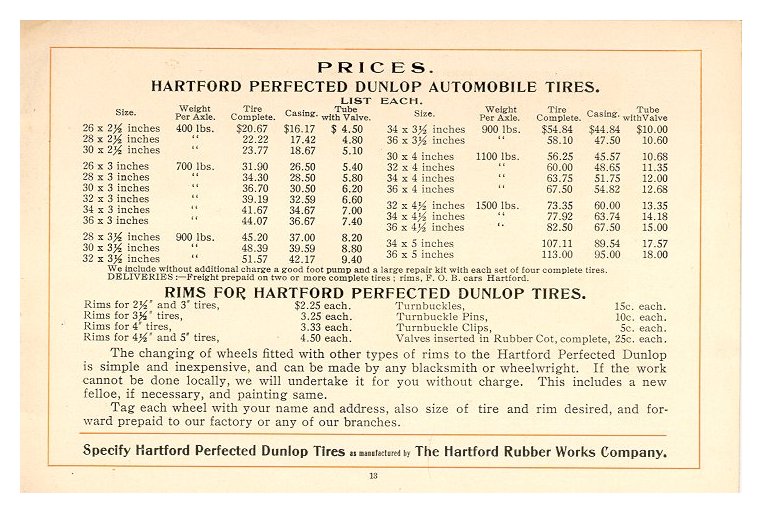 PRICES.
HARTFORD PERFECTED DUNLOP AUTOMOBILE TIRES.
LIST EACH.
Size. Weight Per Axle. Tire Complete. Casing. Tube with Valve.
26 x 2½ inches 400 lbs. $20.67 $16.17 $ 4.50
28 x 2½ inches “ 22.22 17.42 4.80
30 x 2½ inches “ 23.77 18.67 5.10
26 x 3 inches 700 lbs. 31.90 26.50 5.40
28 x 3 inches “ 34.30 28.50 5.80
30 x 3 inches “ 36.70 30.50 6.20
32 x 3 inches “ 39.19 32.59 6.60
34 x 3 inches “ 41.67 34.67 7.00
36 x 3 inches “ 44.07 36.67 7.40
28 x 3½ inches 900 lbs. 45.20 37.00 8.20
30 x 3½ inches “ 48.39 39.59 8.80
32 x 3½ inches “ 51.57 42.17 9.40
Size. Weight Per Axle. Tire Complete. Casing. Tube with Valve
34 x 3½ inches 900 lbs. $54.84 $44.84 $10.00
36 x 3½ inches “ 58.10 47.50 10.60
30 x 4 inches 1100 lbs. 56.25 45.57 10.68
32 x 4 inches “ 60.00 48.65 11.35
34 x 4 inches “ 63.75 51.75 12.00
36 x 4 inches “ 67.50 54.82 12.68
32 x 4½ inches 1500 lbs. 73.35 60.00 13.35
34 x 4½ inches “ 77.92 63.74 14.18
36 x 4½ inches “ 82.50 67.50 15.00
34 x 5 inches 107.11 89.54 17.57
36 x 5 inches 113.00 95.00 18.00
We include without additional charge a good foot pump and a large repair kit with each set of four complete tires.
DELIVERIES:—Freight prepaid on two or more complete tires; rims, F. O. B. cars Hartford.
RIMS FOR HARTFORD PERFECTED DUNLOP TIRES.
Rims for 2½″ and 3″ tires, $2.25 each.
Rims for 3½″ tires, 3.25 each.
Rims for 4″ tires, 3.33 each.
Rims for 4½″ and 5″ tires, 4.50 each.
Turnbuckles, 15c. each.
Turnbuckle Pins, 10c. each.
Turnbuckle Clips, 5c. each.
Valves inserted in Rubber Cot, complete, 25c. each.
The changing of wheels fitted with other types of rims to the Hartford Perfected Dunlop
is simple and inexpensive, and can be made by any blacksmith or wheelwright. If the work
cannot be done locally, we will undertake it for you without charge. This includes a new
felloe, if necessary, and painting same.
Tag each wheel with your name and address, also size of tire and rim desired, and for-
ward prepaid to our factory or any of our branches.
Specify Hartford Perfected Dunlop Tires as manufactured by The Hartford Rubber Works Company.
13